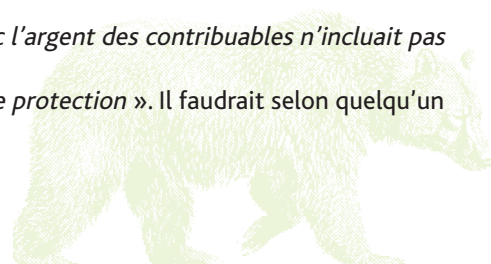 c l'argent des contribuables n’incluait pas
e protection ». Il faudrait selon quelqu’un